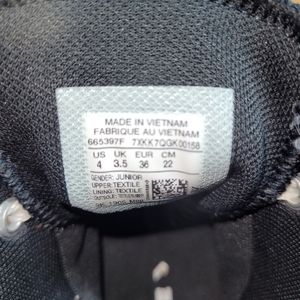 MADE IN VIETNAM
FABRIQUE AU VIETNAM
665397F 7XKK7QGK00158
US UK EUR CM
4 3.5 36 22
GENDER: JUNIOR
UPPER: TEXTILE
LINING: TEXTILE